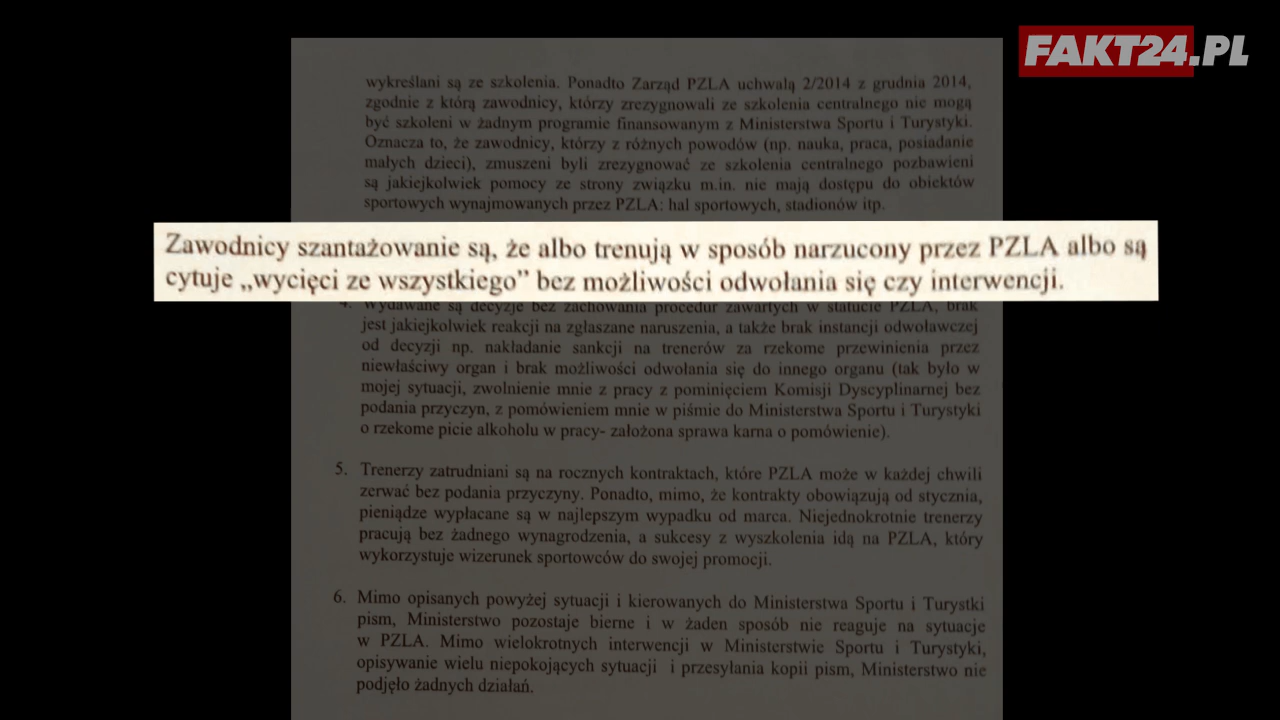 FAKT24.PL
wykreślani są ze szkolenia. Ponadto Zarząd PZLA uchwalą 2/2014 z grudnia 2014,
zgodnie z którą zawodnicy, którzy zrezygnowali ze szkolenia centralnego nie mogą
być szkoleni w żadnym programie finansowanym z Ministerstwa Sportu i Turystyki.
Oznacza to, że zawodnicy, którzy z różnych powodów (np. nauka, praca, posiadanie
małych dzieci), zmuszeni byli zrezygnować ze szkolenia centralnego pozbawieni
są jakiejkolwiek pomocy ze strony związku m.in. nie mają dostępu do obiektów
sportowych wynajmowanych przez PZLA: hal sportowych, stadionów itp.
Zawodnicy szantażowanie są, że albo trenują w sposób narzucony przez PZLA albo są
cytuje „wycięci ze wszystkiego” bez możliwości odwołania się czy interwencji.
4. Wydawane są decyzje bez zachowania procedur zawartych w statucie PZLA, brak
jest jakiejkolwiek reakcji na zgłaszane naruszenia, a także brak instancji odwoławczej
od decyzji np. nakładanie sankcji na trenerów za rzekome przewinienia przez
niewłaściwy organ i brak możliwości odwołania się do innego organu (tak było w
mojej sytuacji, zwolnienie mnie z pracy z pominięciem Komisji Dyscyplinarnej bez
podania przyczyn, z pomówieniem mnie w piśmie do Ministerstwa Sportu i Turystyki
o rzekome picie alkoholu w pracy- założona sprawa karna o pomówienie).
5. Trenerzy zatrudniani są na rocznych kontraktach, które PZLA może w każdej chwili
zerwać bez podania przyczyny. Ponadto, mimo, że kontrakty obowiązują od stycznia,
pieniądze wypłacane są w najlepszym wypadku od marca. Niejednokrotnie trenerzy
pracują bez żadnego wynagrodzenia, a sukcesy z wyszkolenia idą na PZLA, który
wykorzystuje wizerunek sportowców do swojej promocji.
6. Mimo opisanych powyżej sytuacji i kierowanych do Ministerstwa Sportu i Turystki
pism, Ministerstwo pozostaje bierne i w żaden sposób nie reaguje na sytuacje
w PZLA. Mimo wielokrotnych interwencji w Ministerstwie Sportu i Turystyki,
opisywanie wielu niepokojących sytuacji i przesyłania kopii pism, Ministerstwo nie
podjęło żadnych działań.